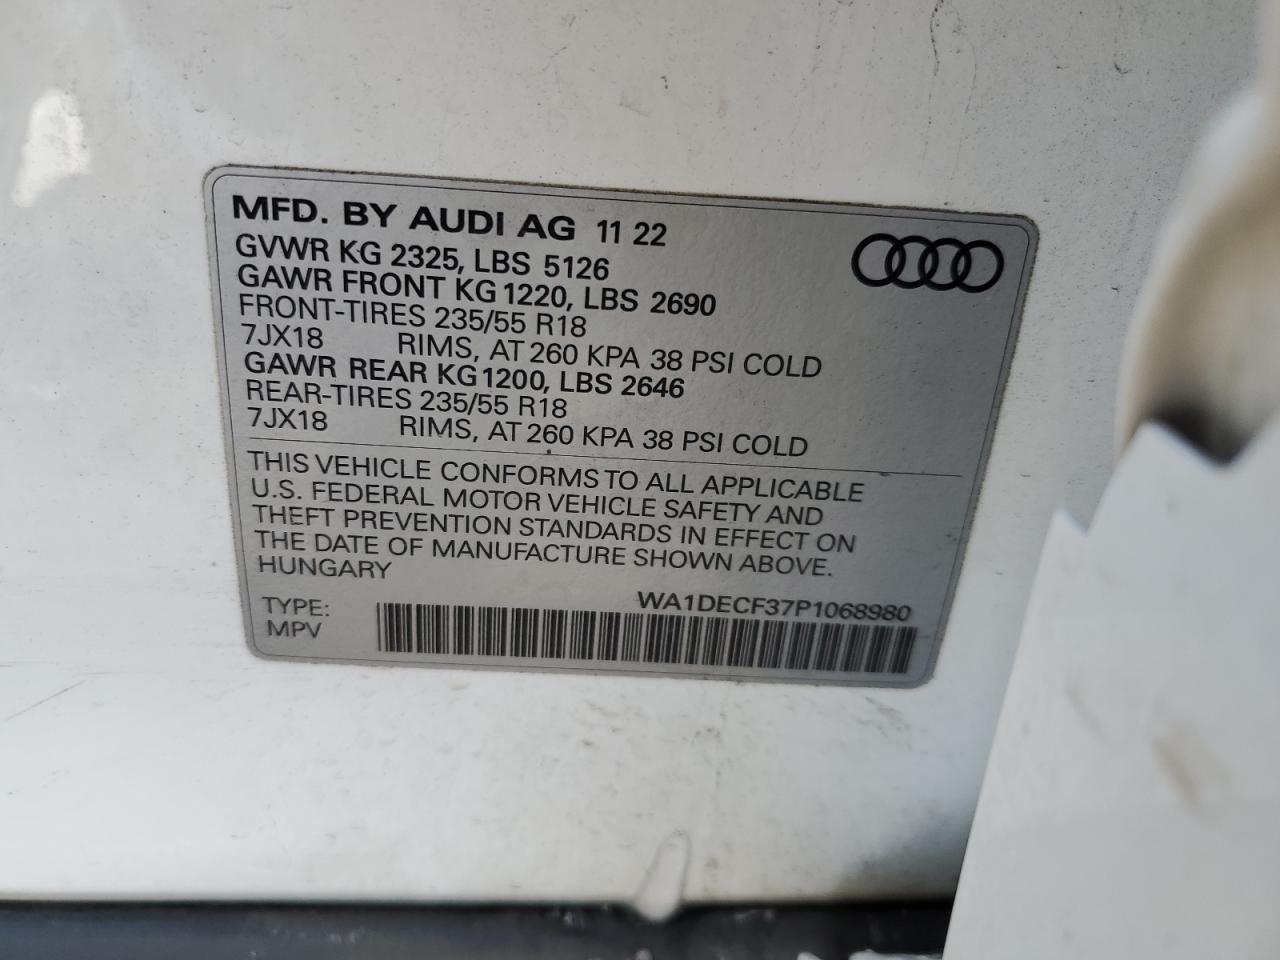 MFD. BY AUDI AG 11 22
GVWR KG 2325, LBS 5126
GAWR FRONT KG 1220, LBS 2690
FRONT-TIRES 235/55 R18
7JX18 RIMS, AT 260 KPA 38 PSI COLD
GAWR REAR KG 1200, LBS 2646
REAR-TIRES 235/55 R18
7JX18 RIMS, AT 260 KPA 38 PSI COLD
THIS VEHICLE CONFORMS TO ALL APPLICABLE
U.S. FEDERAL MOTOR VEHICLE SAFETY AND
THEFT PREVENTION STANDARDS IN EFFECT ON
THE DATE OF MANUFACTURE SHOWN ABOVE.
HUNGARY
WA1DECF37P1068980
TYPE:
MPV